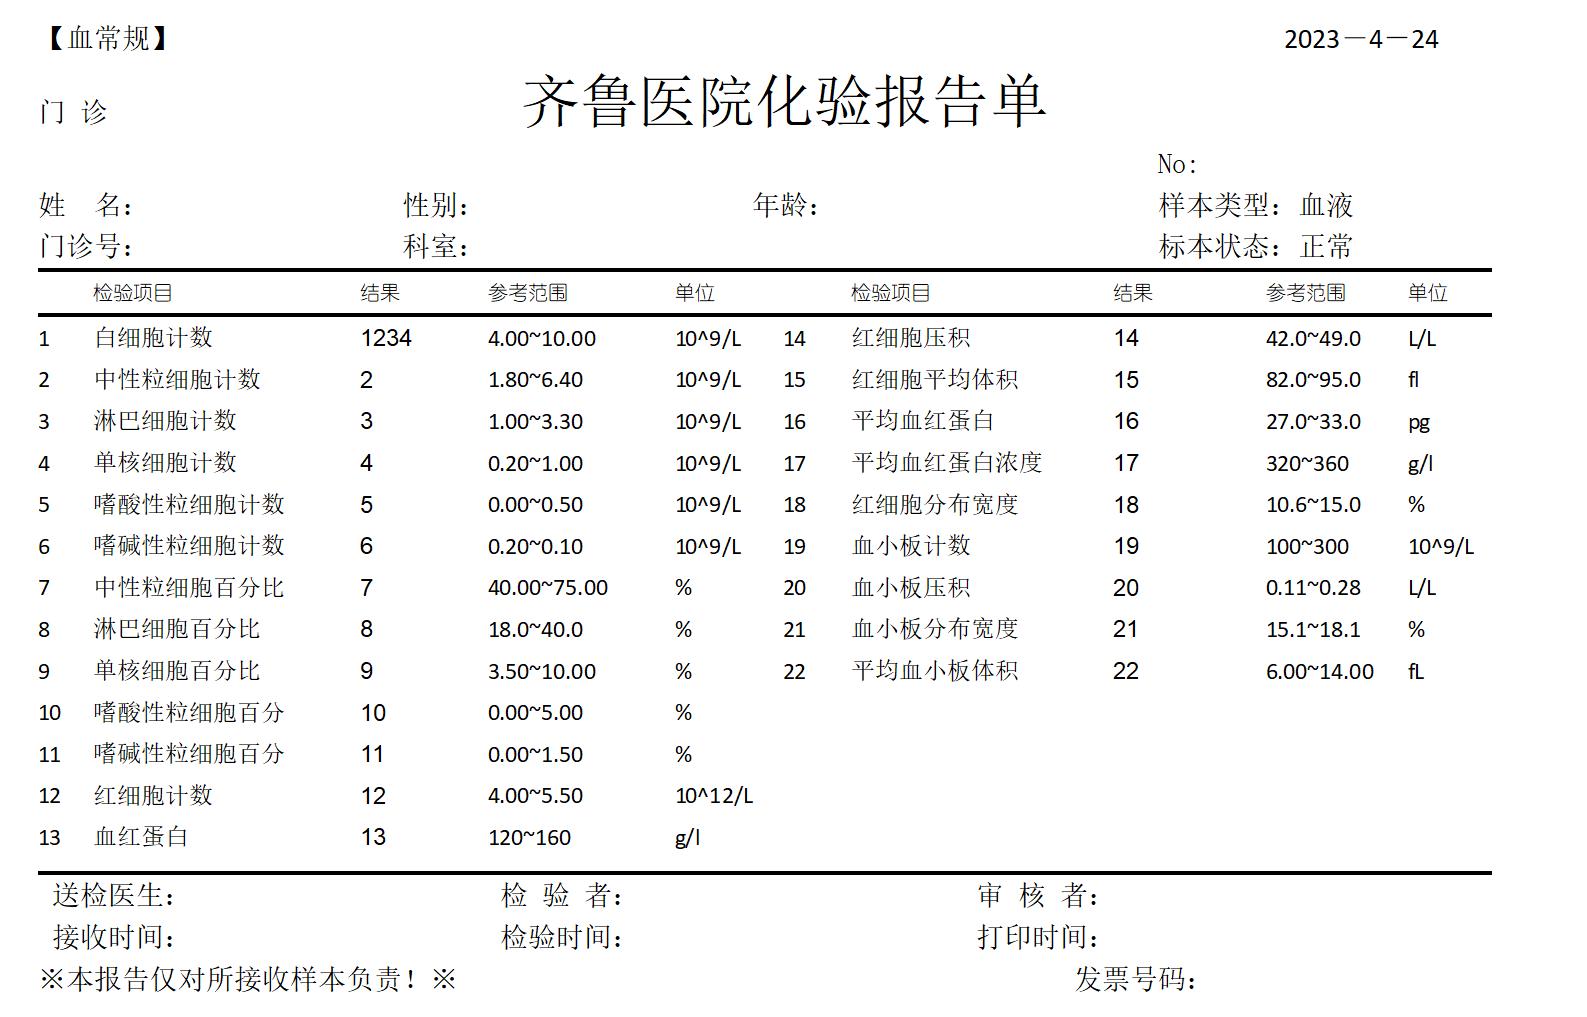 【血常规】 2023－4－24
齐鲁医院化验报告单
门 诊
No:
姓 名： 性别： 年龄： 样本类型：血液
门诊号： 科室： 标本状态：正常
检验项目 结果 参考范围 单位 检验项目 结果 参考范围 单位
1 白细胞计数 1234 4.00~10.00 10^9/L 14 红细胞压积 14 42.0~49.0 L/L
2 中性粒细胞计数 2 1.80~6.40 10^9/L 15 红细胞平均体积 15 82.0~95.0 fl
3 淋巴细胞计数 3 1.00~3.30 10^9/L 16 平均血红蛋白 16 27.0~33.0 pg
4 单核细胞计数 4 0.20~1.00 10^9/L 17 平均血红蛋白浓度 17 320~360 g/l
5 嗜酸性粒细胞计数 5 0.00~0.50 10^9/L 18 红细胞分布宽度 18 10.6~15.0 %
6 嗜碱性粒细胞计数 6 0.20~0.10 10^9/L 19 血小板计数 19 100~300 10^9/L
7 中性粒细胞百分比 7 40.00~75.00 % 20 血小板压积 20 0.11~0.28 L/L
8 淋巴细胞百分比 8 18.0~40.0 % 21 血小板分布宽度 21 15.1~18.1 %
9 单核细胞百分比 9 3.50~10.00 % 22 平均血小板体积 22 6.00~14.00 fL
10 嗜酸性粒细胞百分 10 0.00~5.00 %
11 嗜碱性粒细胞百分 11 0.00~1.50 %
12 红细胞计数 12 4.00~5.50 10^12/L
13 血红蛋白 13 120~160 g/l
送检医生： 检 验 者： 审 核 者：
接收时间： 检验时间： 打印时间：
※本报告仅对所接收样本负责！※ 发票号码：